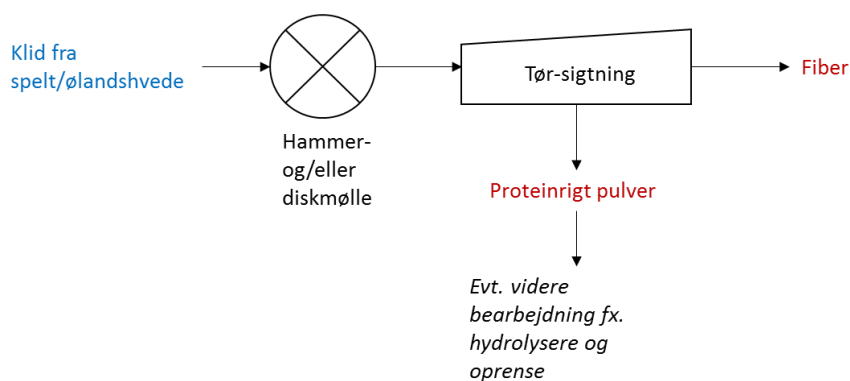 Klid fra
spelt/ølandshvede
Hammer-
og/eller
diskmølle
Tør-sigtning
Fiber
Proteinrigt pulver
Evt. videre
bearbejdning fx.
hydrolysere og
oprense